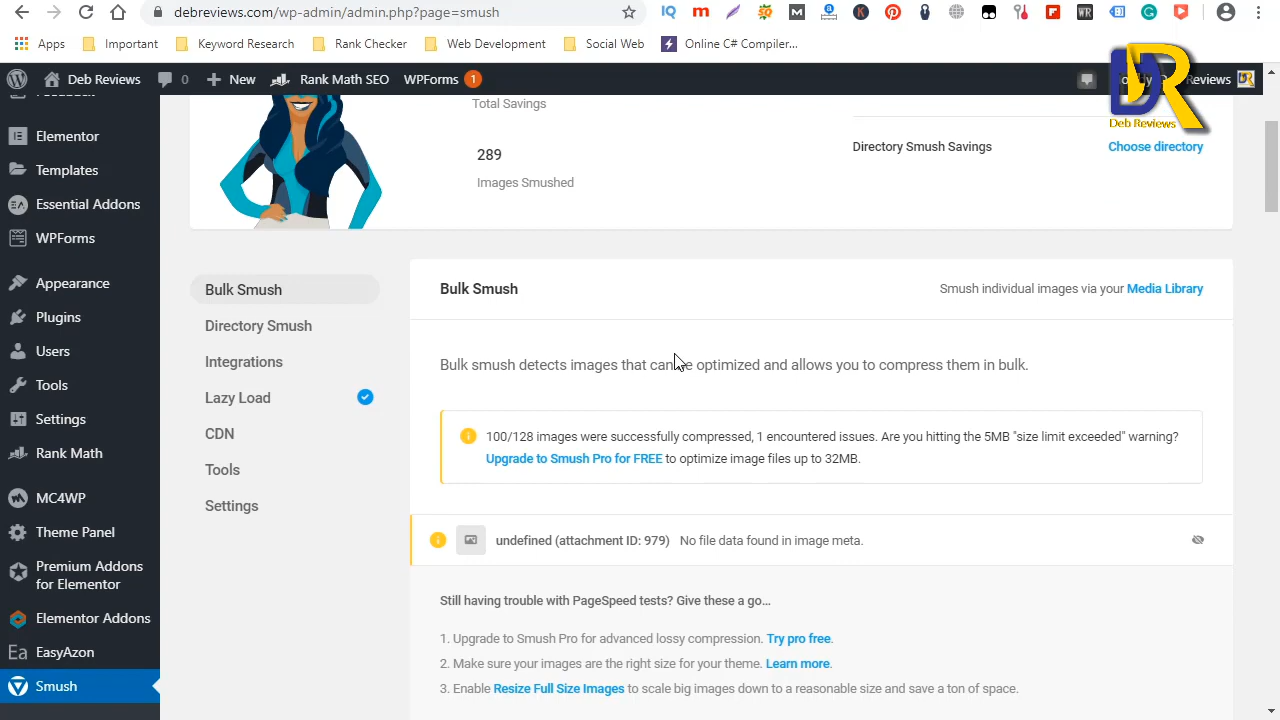 debreviews.com/wp-admin/admin.php?page=smush
Apps Important Keyword Research Rank Checker Web Development Social Web Online C# Compiler...
Deb Reviews 0 New Rank Math SEO WPForms 1 Reviews
DR
Deb Reviews
Elementor
Templates
Essential Addons
WPForms
Appearance
Plugins
Users
Tools
Settings
Rank Math
MC4WP
Theme Panel
Premium Addons
for Elementor
Elementor Addons
EasyAzon
Smush
Total Savings
289
Images Smushed
Directory Smush Savings Choose directory
Bulk Smush
Directory Smush
Integrations
Lazy Load
CDN
Tools
Settings
Bulk Smush Smush individual images via your Media Library
Bulk smush detects images that can be optimized and allows you to compress them in bulk.
100/128 images were successfully compressed, 1 encountered issues. Are you hitting the 5MB "size limit exceeded" warning?
Upgrade to Smush Pro for FREE to optimize image files up to 32MB.
undefined (attachment ID: 979) No file data found in image meta.
Still having trouble with PageSpeed tests? Give these a go…
1. Upgrade to Smush Pro for advanced lossy compression. Try pro free.
2. Make sure your images are the right size for your theme. Learn more.
3. Enable Resize Full Size Images to scale big images down to a reasonable size and save a ton of space.